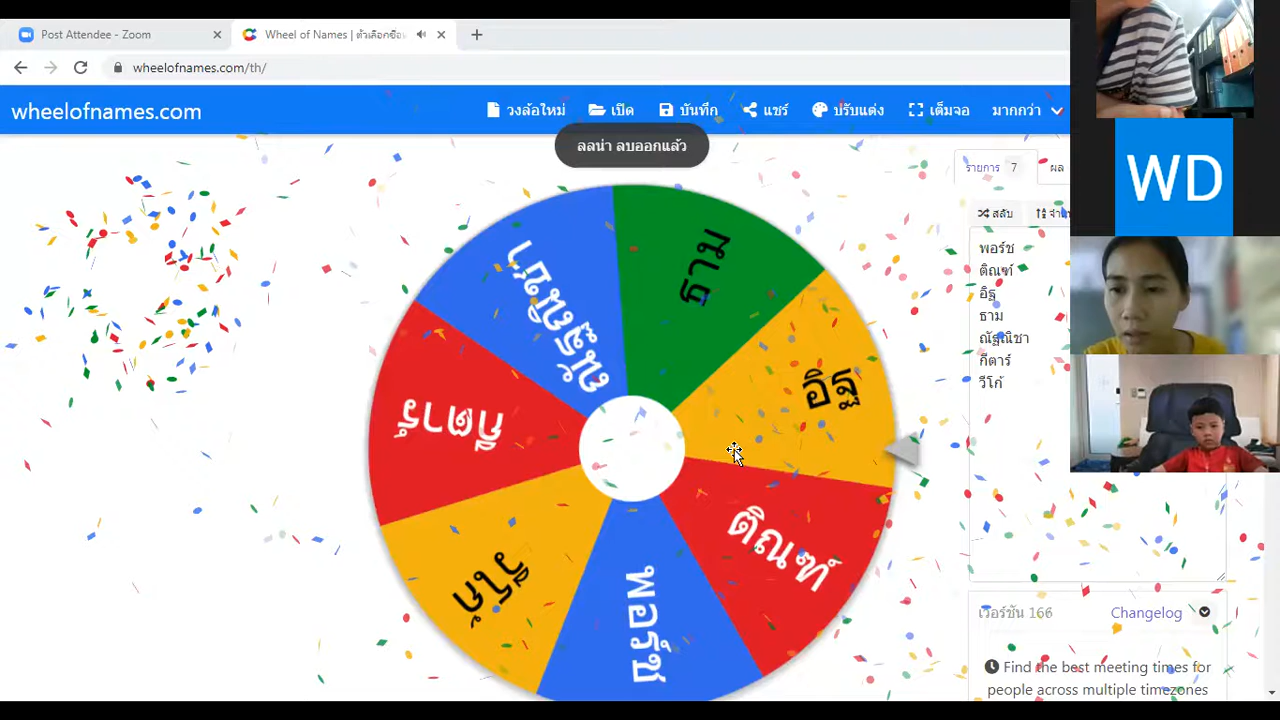 Post Attendee - Zoom
Wheel of Names | ตัวเลือกชื่อแ
wheelofnames.com/th/
wheelofnames.com
วงล้อใหม่
เปิด
บันทึก
แชร์
ปรับแต่ง
เต็มจอ
มากกว่า
ลลน่า ลบออกแล้ว
รายการ 7
ผล
สลับ
WD
พอร์ช
ติณฑ์
อิฐ
ธาม
ณัฏณิชา
กีตาร์
วีโก้
ธาม
อิฐ
ติณฑ์
พอร์ช
วีโก้
กีตาร์
ณัฏณิชา
เวอร์ชัน 166
Changelog
Find the best meeting times for
people across multiple timezones